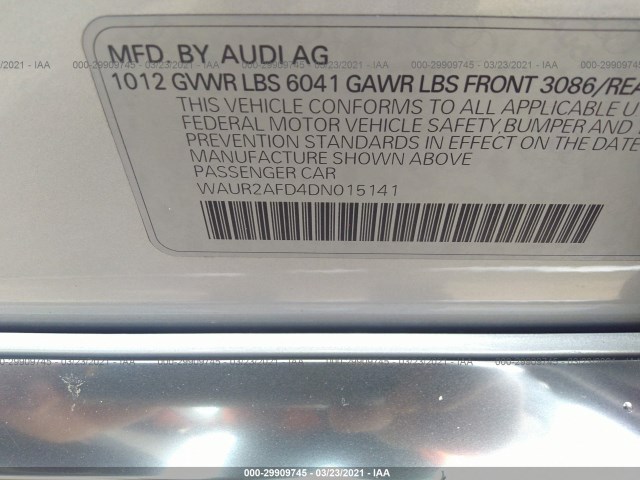 MFD. BY AUDI AG
1012 GVWR LBS 6041 GAWR LBS FRONT 3086/REA
THIS VEHICLE CONFORMS TO ALL APPLICABLE U
FEDERAL MOTOR VEHICLE SAFETY, BUMPER AND
PREVENTION STANDARDS IN EFFECT ON THE DATE
MANUFACTURE SHOWN ABOVE
PASSENGER CAR
WAUR2AFD4DN015141
000-29909745 - 03/23/2021 - IAA